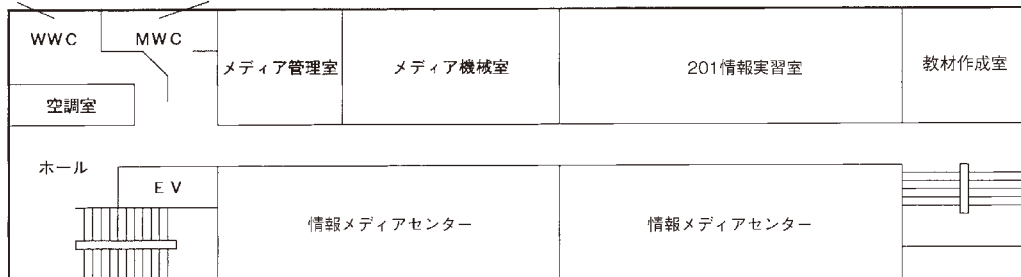 WWC
MWC
メディア管理室
メディア機械室
201情報実習室
教材作成室
空調室
ホール
EV
情報メディアセンター
情報メディアセンター